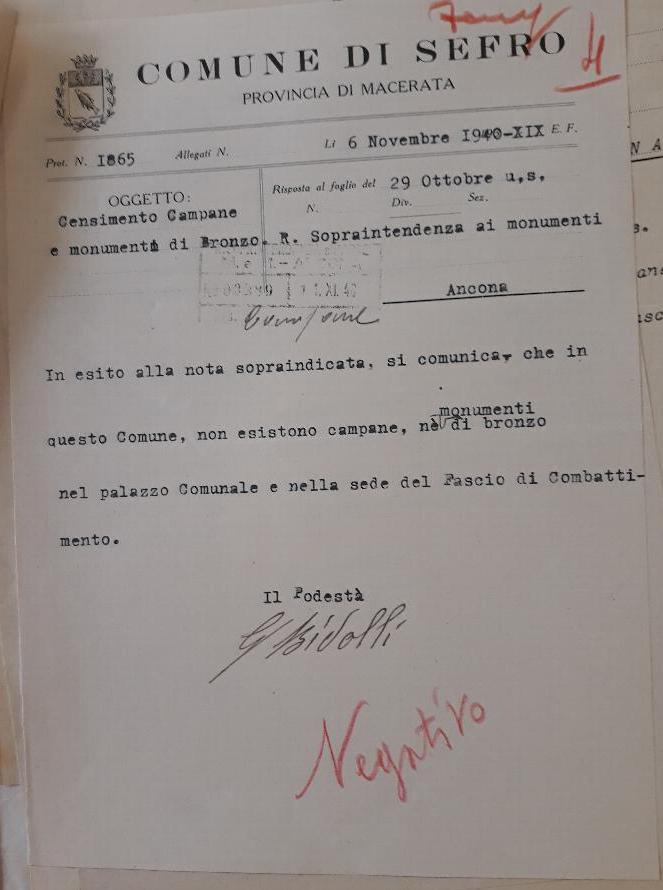 4
COMUNE DI SEFRO
PROVINCIA DI MACERATA
Prot. N. 1865 Allegati N. Li 6 Novembre 1940-XIX E. F.
OGGETTO:
Censimento Campane
e monumenti di Bronzo.
Risposta al foglio del 29 Ottobre u,s,
N. Div. Sez.
R. Sopraintendenza ai monumenti
Ancona
Campane
In esito alla nota sopraindicata, si comunica, che in
monumenti
questo Comune, non esistono campane, nè di bronzo
nel palazzo Comunale e nella sede del Fascio di Combatti-
mento.
Il Podestà
Negativo